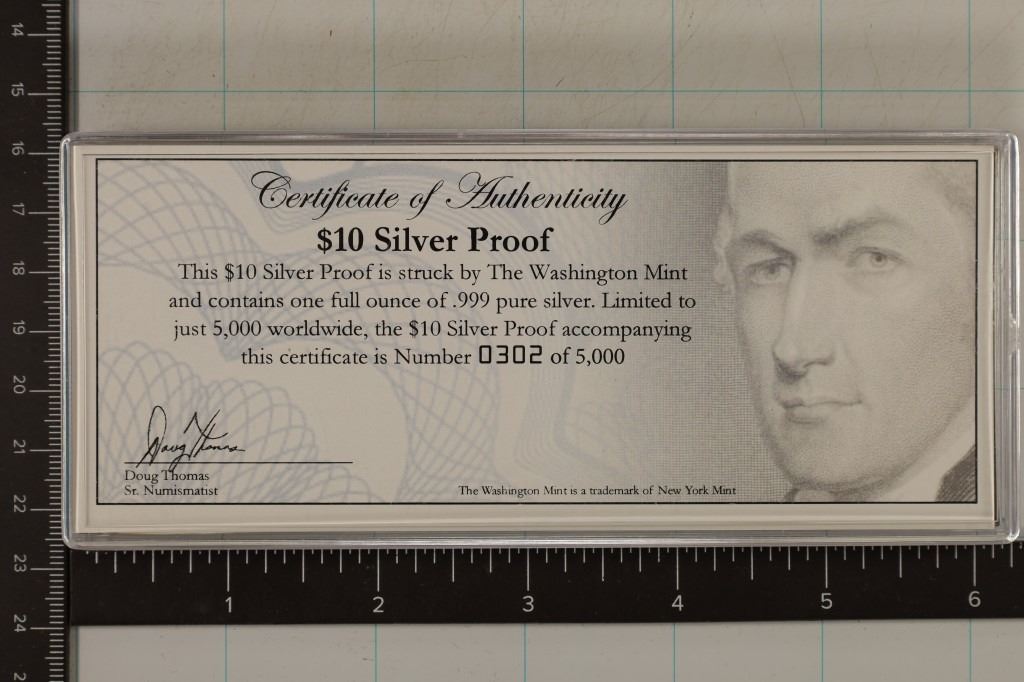 Certificate of Authenticity
$10 Silver Proof
This $10 Silver Proof is struck by The Washington Mint
and contains one full ounce of .999 pure silver. Limited to
just 5,000 worldwide, the $10 Silver Proof accompanying
this certificate is Number 0302 of 5,000
Doug Thomas
Doug Thomas
Sr. Numismatist
The Washington Mint is a trademark of New York Mint
14
15
16
17
18
19
20
21
22
23
24
1 2 3 4 5 6